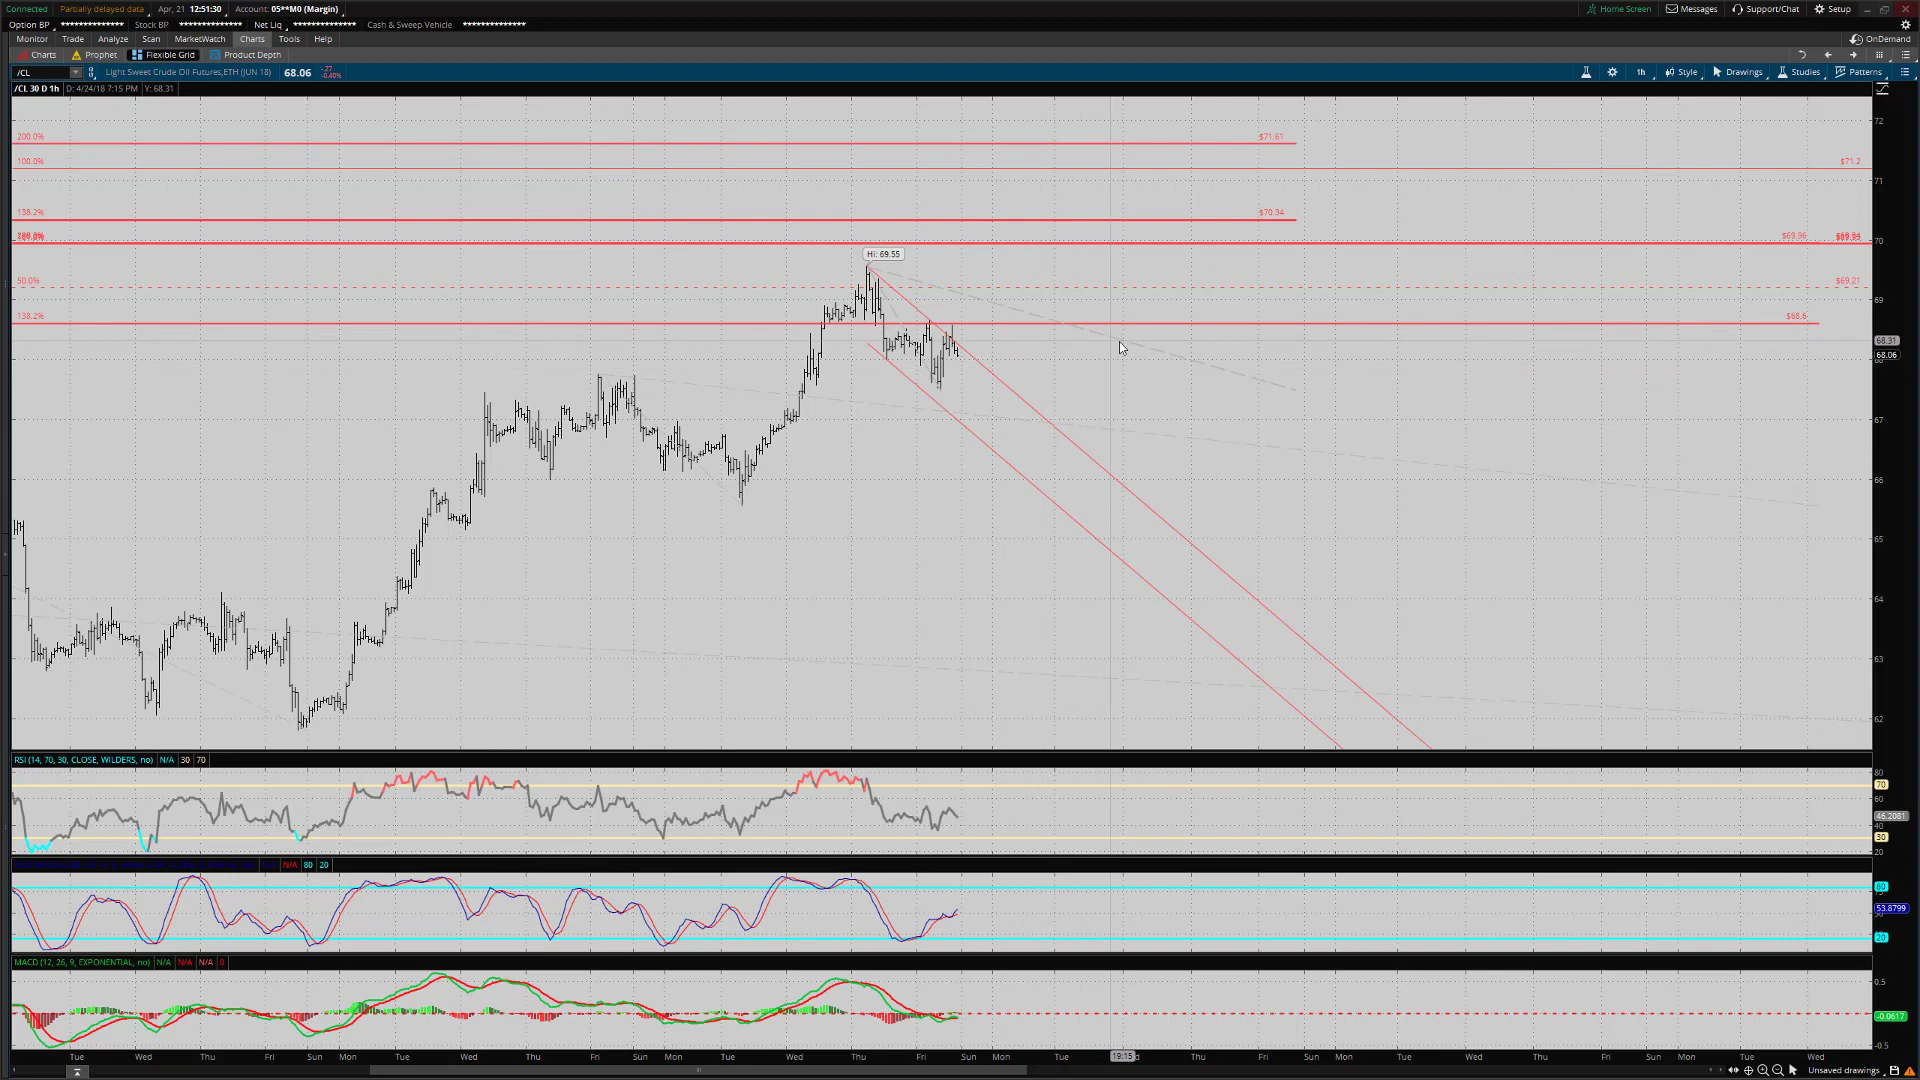 Connected Partially delayed data Apr, 21 12:51:30 Account: 05**M0 (Margin) Home Screen Messages Support/Chat Setup
Option BP ************** Stock BP ************** Net Liq ************** Cash & Sweep Vehicle **************
Monitor Trade Analyze Scan MarketWatch Charts Tools Help OnDemand
Charts Prophet Flexible Grid Product Depth
/CL Light Sweet Crude Oil Futures,ETH (JUN 18) 68.06 -.27 -0.40% 1h Style Drawings Studies Patterns
/CL 30 D 1h D: 4/24/18 7:15 PM Y: 68.31
72
200.0% $71.61
100.0% $71.2
71
138.2% $70.34
$69.96
70
Hi: 69.55
50.0% $69.21
69
138.2% $68.6
68.31
68.06
67
66
65
64
63
62
RSI (14, 70, 30, CLOSE, WILDERS, no) N/A 30 70
80
70
60
46.2081
40
30
20
N/A 80 20
80
53.8799
20
MACD (12, 26, 9, EXPONENTIAL, no) N/A N/A N/A 0
0.5
-0.0617
-0.5
Tue Wed Thu Fri Sun Mon Tue Wed Thu Fri Sun Mon Tue Wed Thu Fri Sun Mon Tue 19:15 Thu Fri Sun Mon Tue Wed Thu Fri Sun Mon Tue Wed
Unsaved drawings